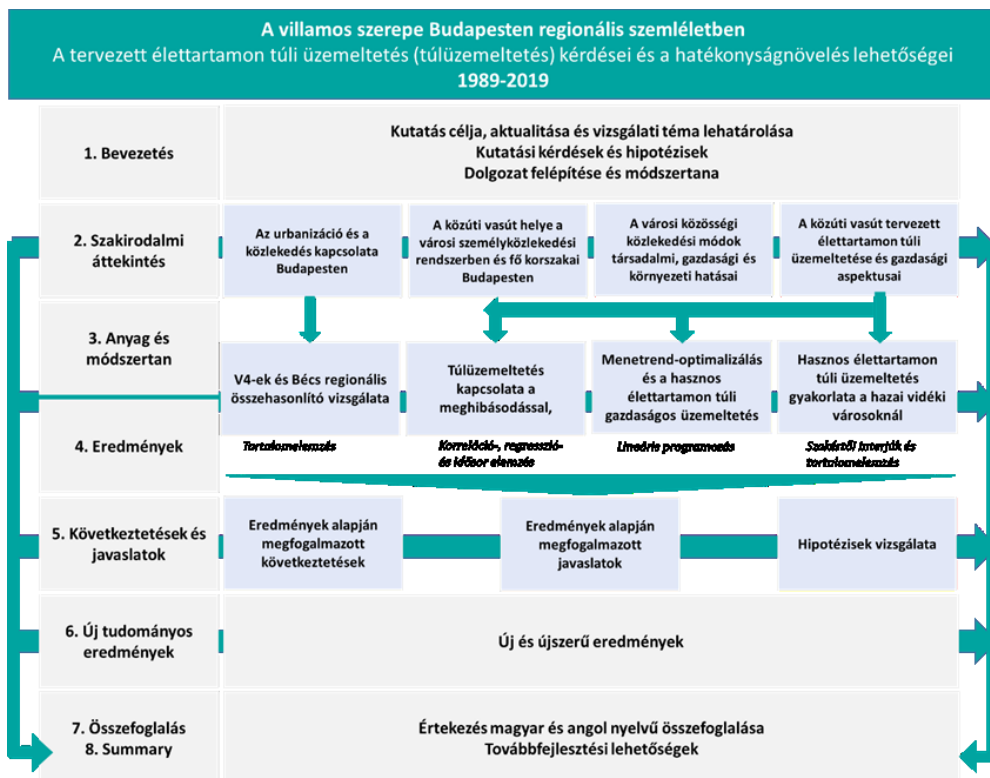 A villamos szerepe Budapesten regionális szemléletben
A tervezett élettartamon túli üzemeltetés (túlüzemeltetés) kérdései és a hatékonyságnövelés lehetőségei
1989-2019
1. Bevezetés
Kutatás célja, aktualitása és vizsgálati téma lehatárolása
Kutatási kérdések és hipotézisek
Dolgozat felépítése és módszertana
2. Szakirodalmi
áttekintés
Az urbanizáció és a
közlekedés kapcsolata
Budapesten
A közúti vasút helye a
városi személyközlekedési
rendszerben és fő korszakai
Budapesten
A városi közösségi
közlekedési módok
társadalmi, gazdasági és
környezeti hatásai
A közúti vasút tervezett
élettartamon túli
üzemeltetése és gazdasági
aspektusai
3. Anyag és
módszertan
V4-ek és Bécs regionális
összehasonlító vizsgálata
Túlüzemeltetés
kapcsolata a
meghibásodással,
Menetrend-optimalizálás
és a hasznos
élettartamon túli
gazdaságos üzemeltetés
Hasznos élettartamon
túli üzemeltetés
gyakorlata a hazai vidéki
városoknál
4. Eredmények
Tartalomelemzés
Korreláció-, regresszió-
és idősor elemzés
Lineáris programozás
Szakértői interjúk és
tartalomelemzés
5. Következtetések és
javaslatok
Eredmények alapján
megfogalmazott
következtetések
Eredmények alapján
megfogalmazott
javaslatok
Hipotézisek vizsgálata
6. Új tudományos
eredmények
Új és újszerű eredmények
7. Összefoglalás
8. Summary
Értekezés magyar és angol nyelvű összefoglalása
Továbbfejlesztési lehetőségek